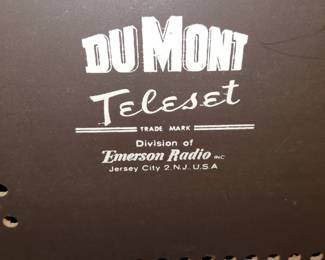 DUMONT
Teleset
TRADE MARK
Division of
Emerson Radio INC
Jersey City 2, N.J., U.S.A